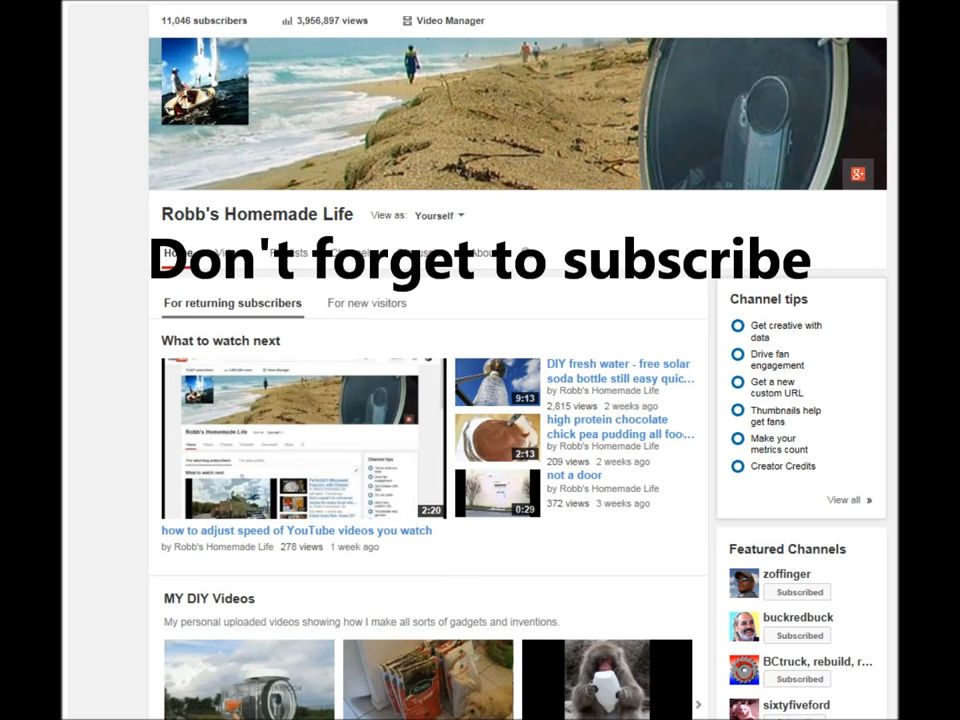 11,046 subscribers
3,956,897 views
Video Manager
g+
Robb's Homemade Life
View as: Yourself
Home
Don't forget to subscribe
For returning subscribers
For new visitors
What to watch next
2:20
how to adjust speed of YouTube videos you watch
by Robb's Homemade Life 278 views 1 week ago
9:13
DIY fresh water - free solar
soda bottle still easy quic...
by Robb's Homemade Life
2,815 views 2 weeks ago
2:13
high protein chocolate
chick pea pudding all foo...
by Robb's Homemade Life
209 views 2 weeks ago
0:29
not a door
by Robb's Homemade Life
372 views 3 weeks ago
MY DIY Videos
My personal uploaded videos showing how I make all sorts of gadgets and inventions.
Channel tips
Get creative with
data
Drive fan
engagement
Get a new
custom URL
Thumbnails help
get fans
Make your
metrics count
Creator Credits
View all »
Featured Channels
zoffinger
Subscribed
buckredbuck
Subscribed
BCtruck, rebuild, r...
Subscribed
sixtyfiveford